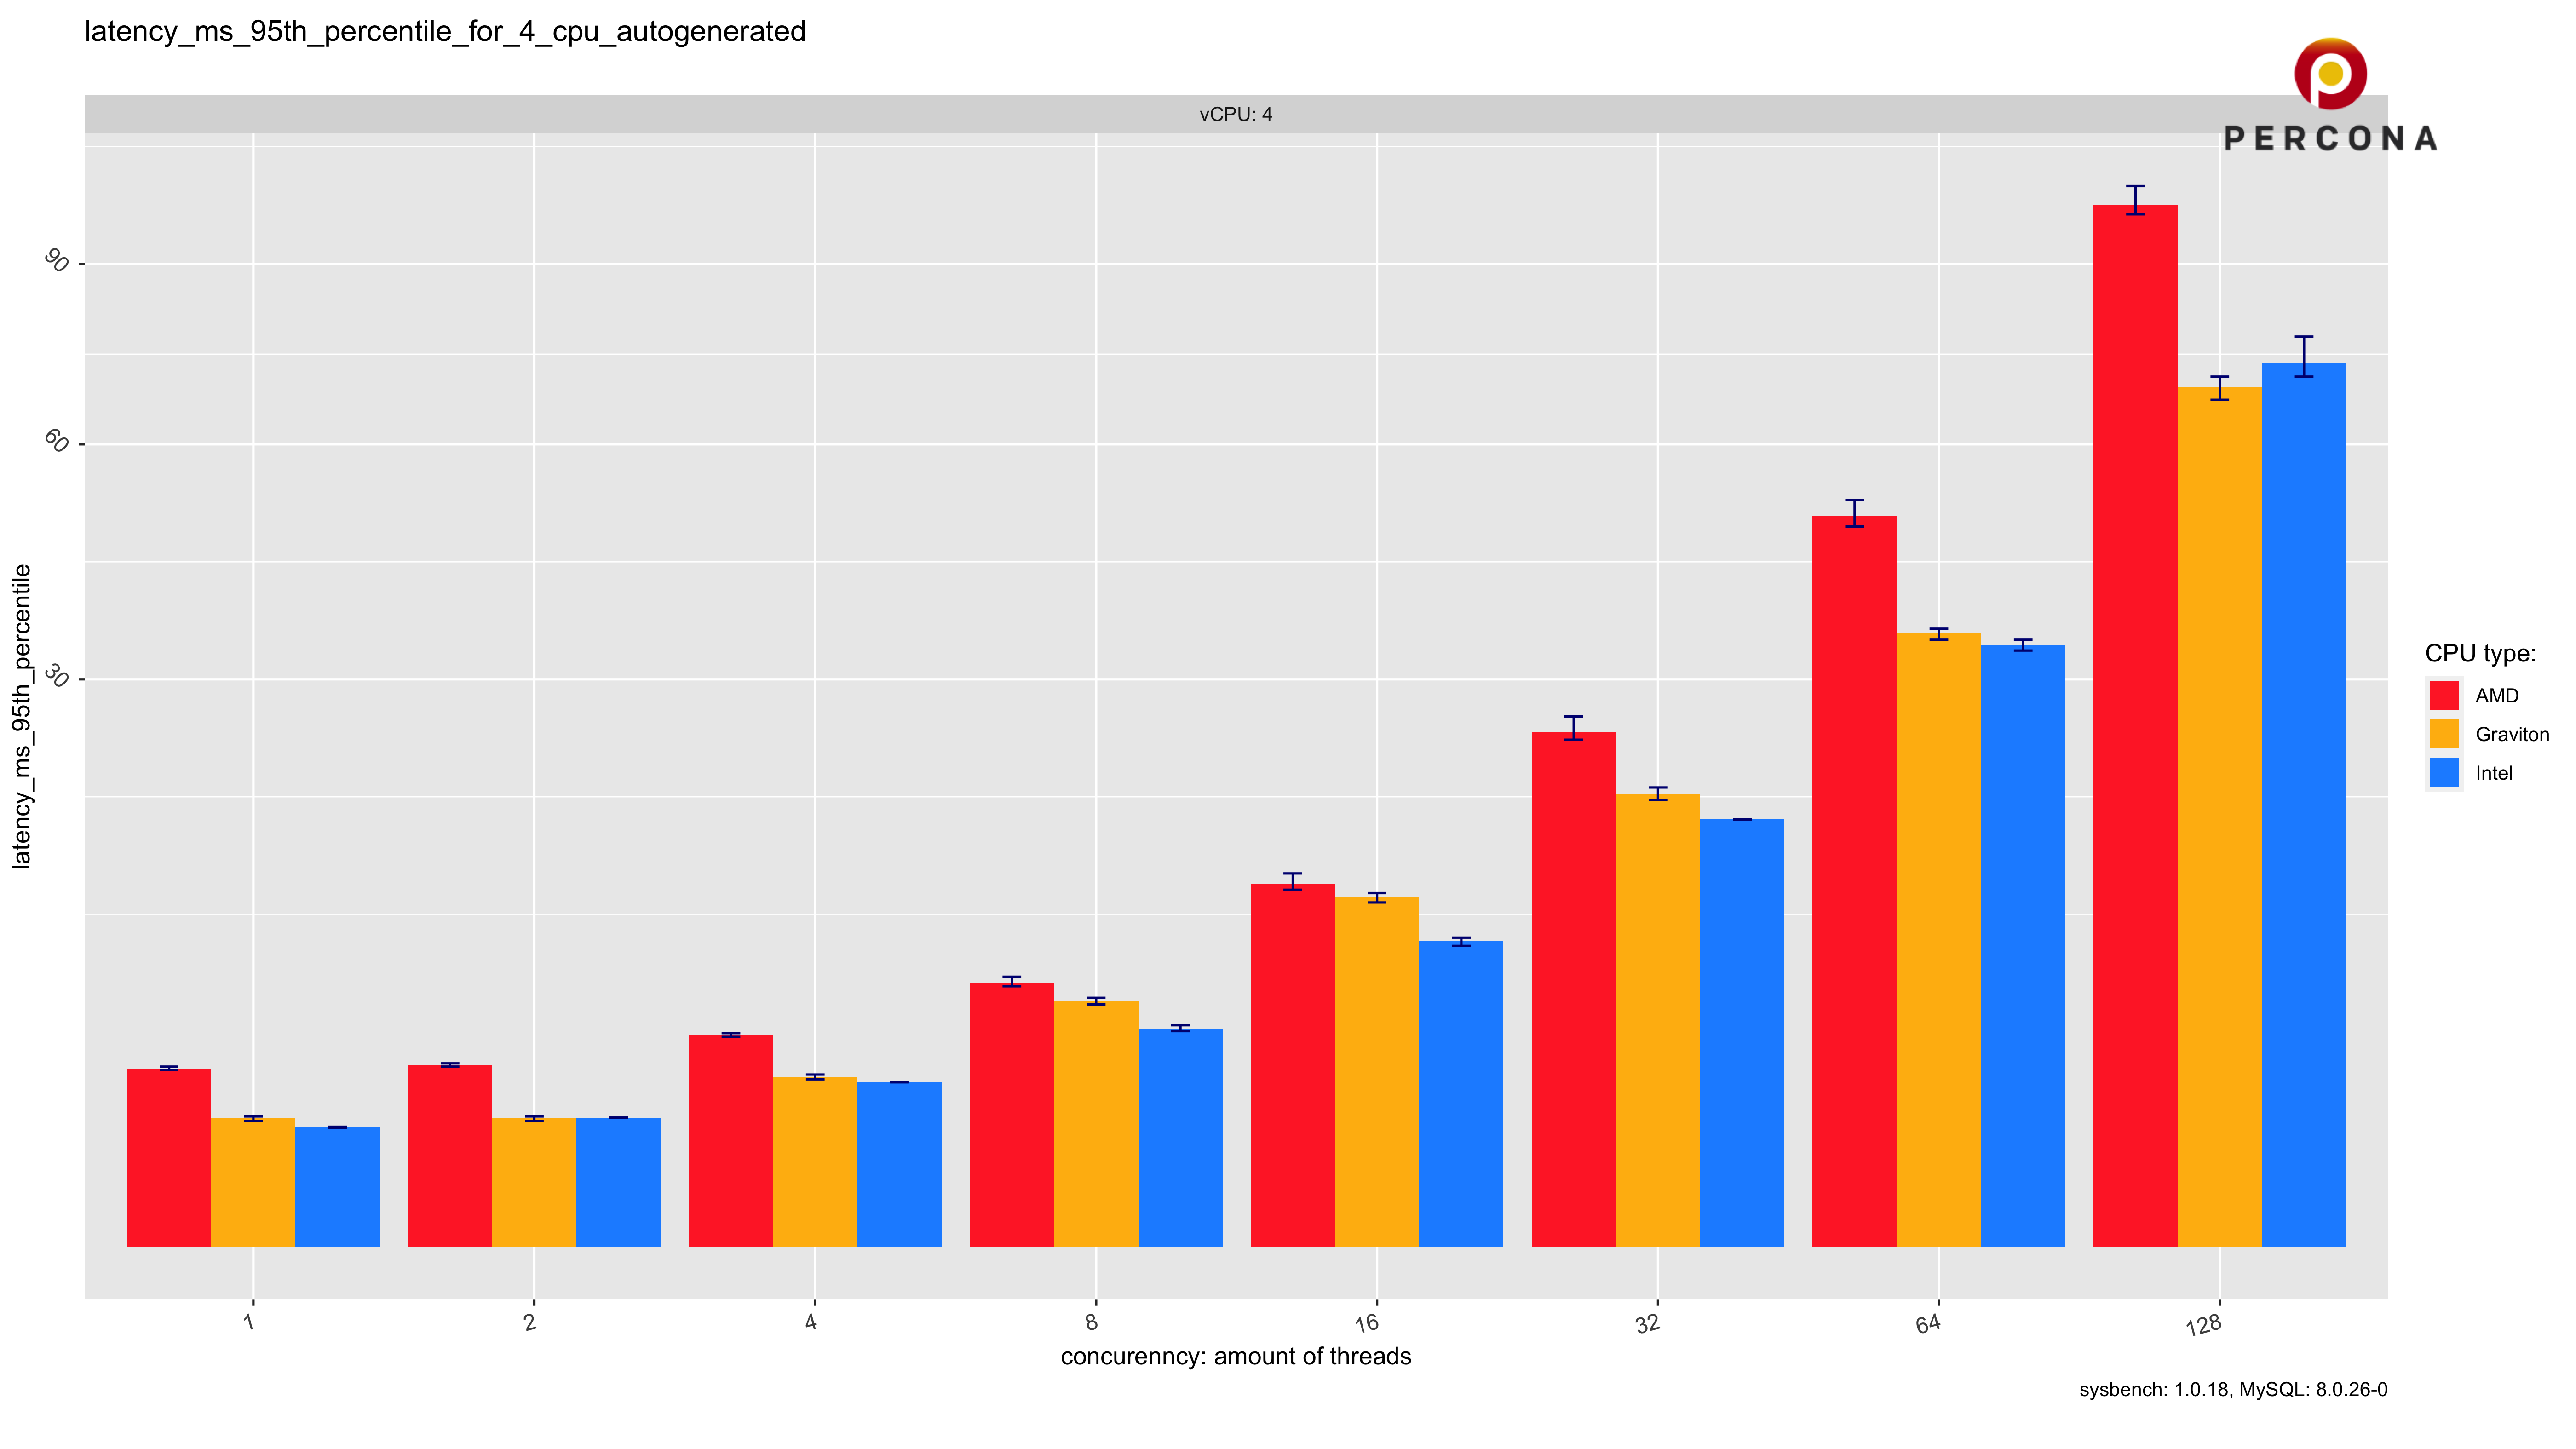 latency_ms_95th_percentile_for_4_cpu_autogenerated
PERCONA
vCPU: 4
90
60
30
latency_ms_95th_percentile
CPU type:
AMD
Graviton
Intel
1
2
4
8
16
32
64
128
concurenncy: amount of threads
sysbench: 1.0.18, MySQL: 8.0.26-0